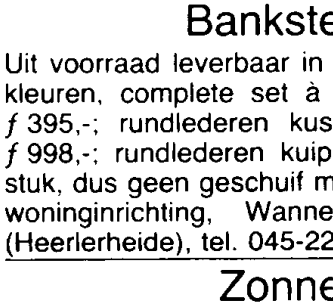 Bankste
Uit voorraad leverbaar in
kleuren, complete set à
ƒ 395,-; rundlederen kus
ƒ 998,-; rundlederen kuip
stuk, dus geen geschuif m
woninginrichting, Wanne
(Heerlerheide), tel. 045-22
Zonne